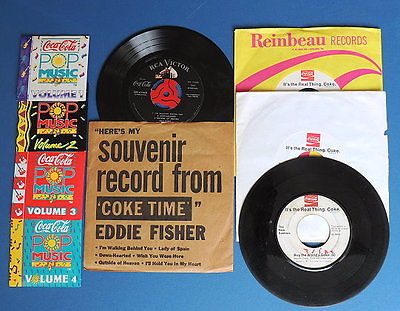 Coca-Cola
POP
MUSIC
VOLUME 1
Coca-Cola
POP
MUSIC
Volume 2
Coca-Cola
POP
MUSIC
VOLUME 3
Coca-Cola
POP
MUSIC
VOLUME 4
RCA VICTOR
Coca-Cola
"HERE'S MY
souvenir
record from
'COKE TIME'"
EDDIE FISHER
• I'm Walking Behind You • Lady of Spain
• Down-Hearted • Wish You Were Here
• Outside of Heaven • I'll Hold You In My Heart
Reinbeau RECORDS
It's the Real Thing. Coke.
It's the Real Thing. Coke.
It's the Real Thing. Coke.